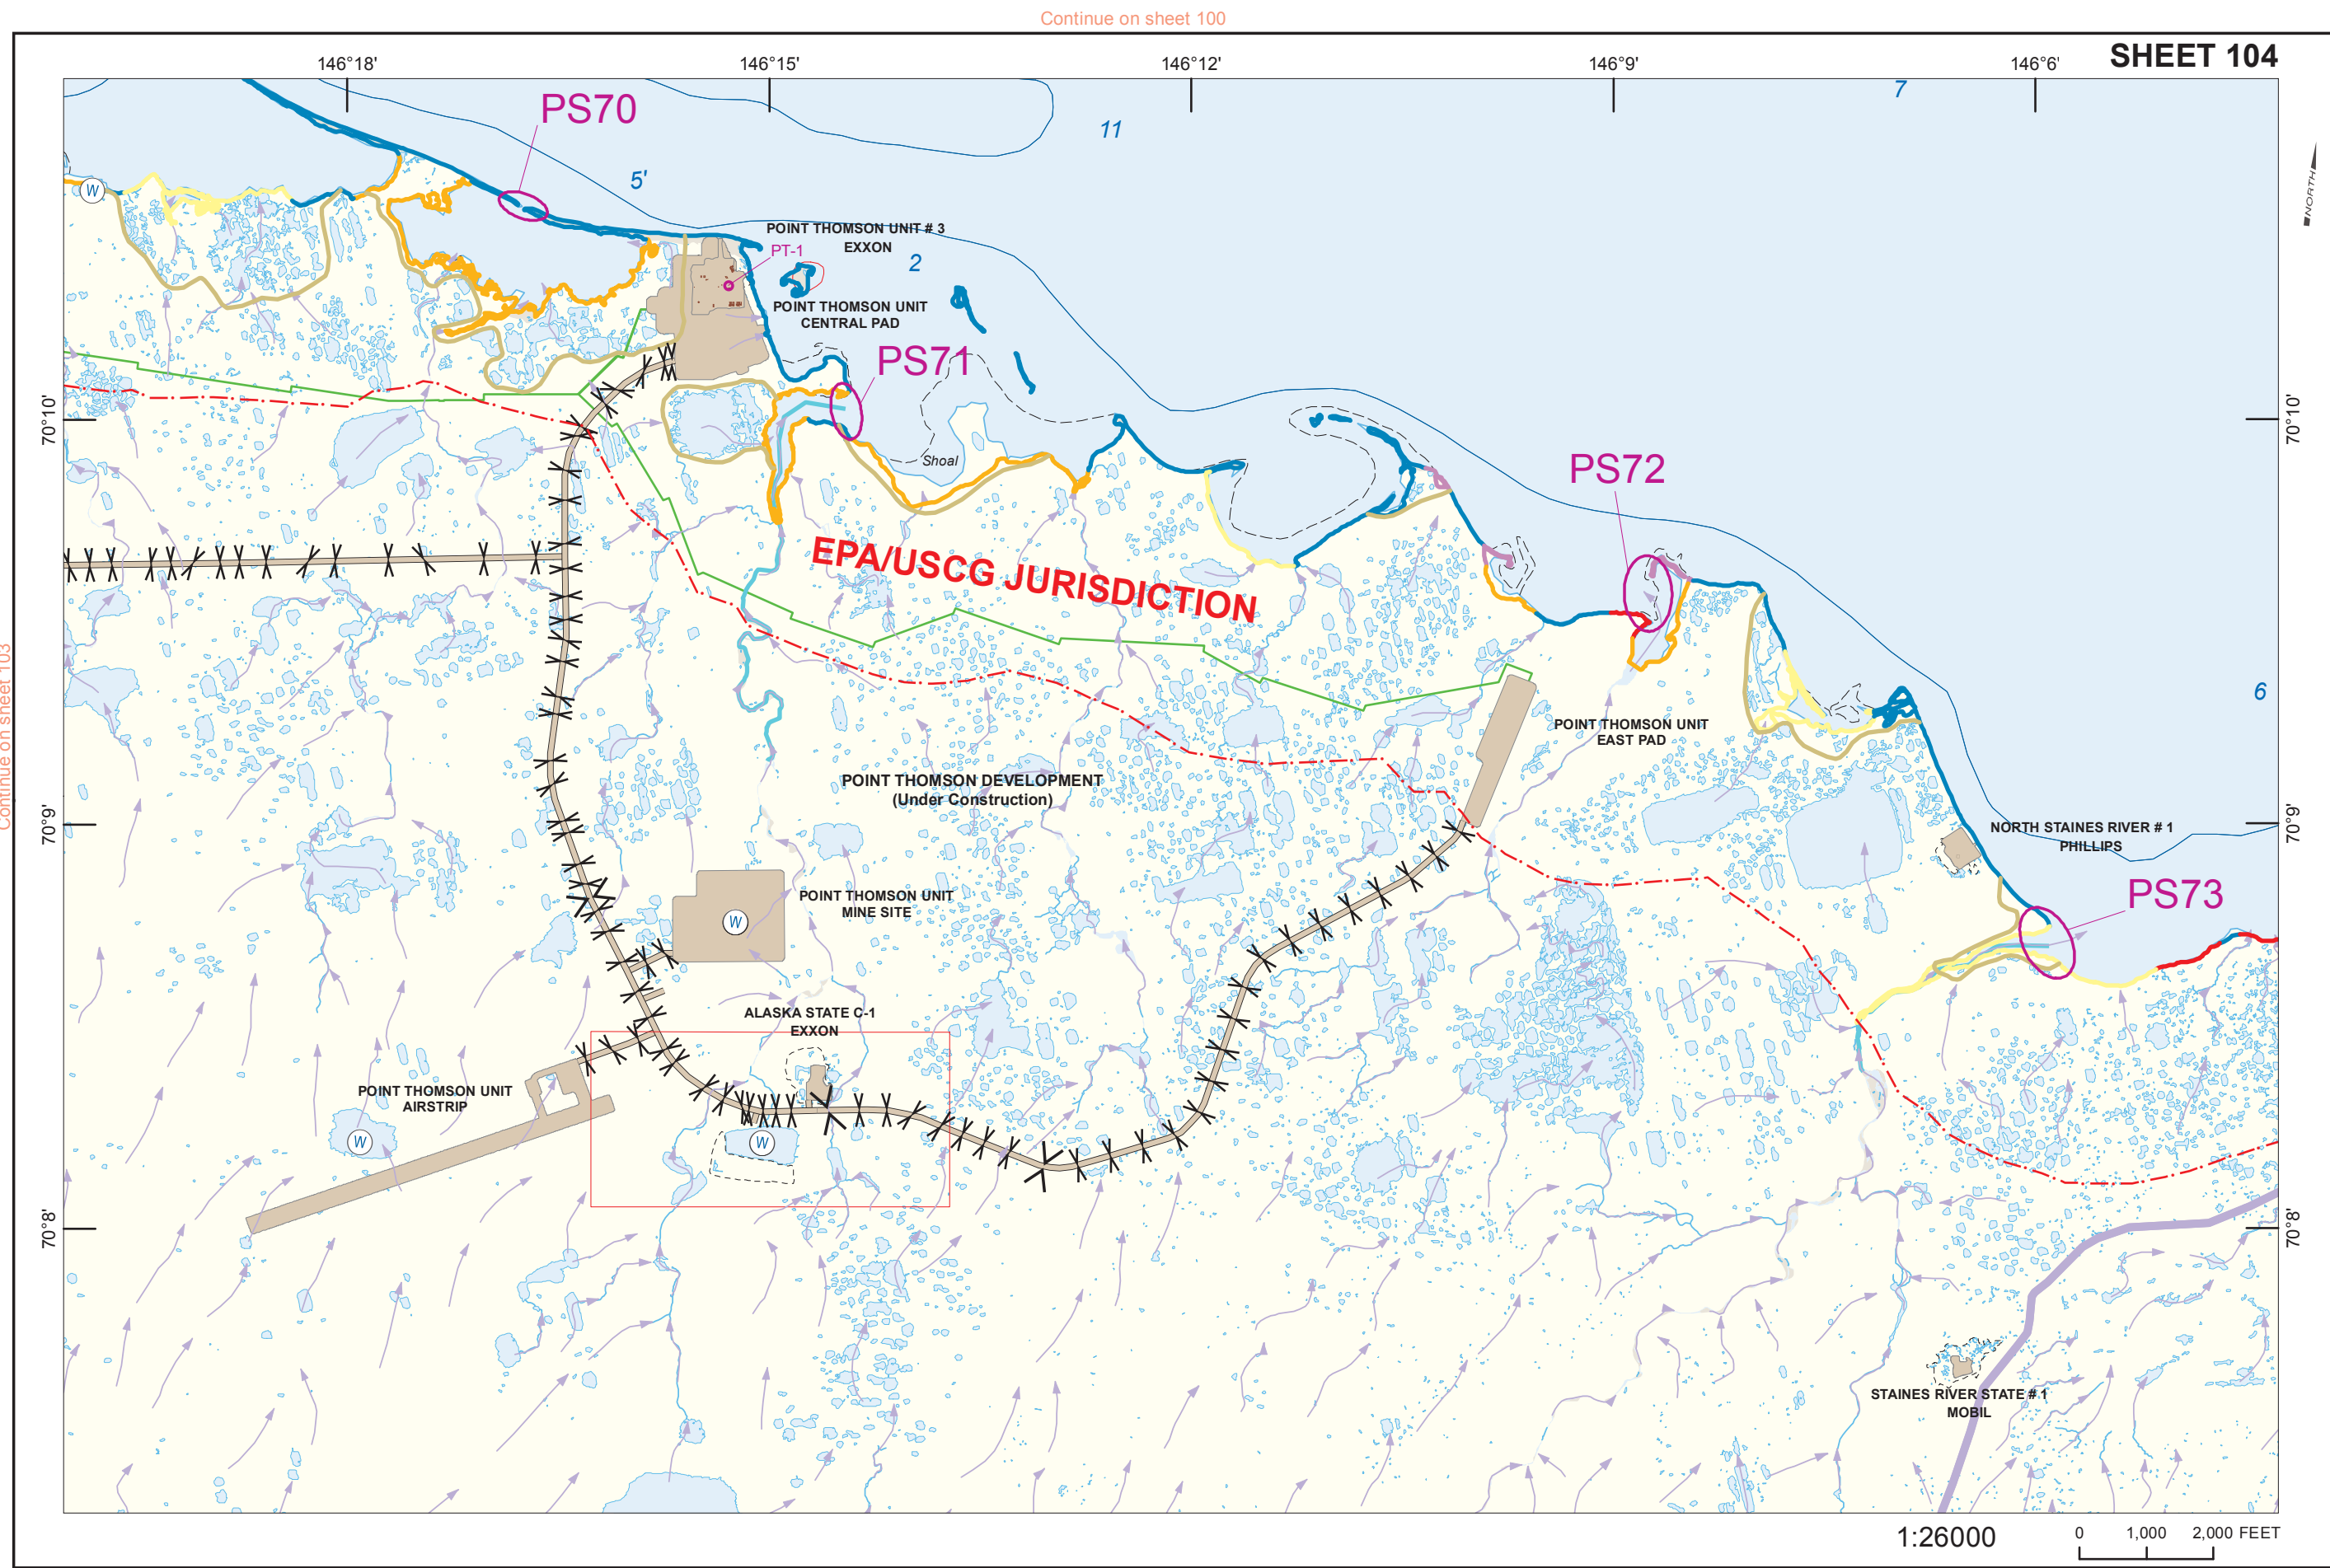 Continue on sheet 100
SHEET 104
146°18'
146°15'
146°12'
146°9'
146°6'
7
PS70
11
5'
NORTH
W
POINT THOMSON UNIT # 3
EXXON
PT-1
2
POINT THOMSON UNIT
CENTRAL PAD
PS71
70°10'
70°10'
Shoal
PS72
EPA/USCG JURISDICTION
Continue on sheet 103
6
POINT THOMSON UNIT
EAST PAD
POINT THOMSON DEVELOPMENT
(Under Construction)
70°9'
70°9'
NORTH STAINES RIVER # 1
PHILLIPS
POINT THOMSON UNIT
MINE SITE
W
PS73
ALASKA STATE C-1
EXXON
POINT THOMSON UNIT
AIRSTRIP
W
W
70°8'
70°8'
STAINES RIVER STATE # 1
MOBIL
1:26000
0 1,000 2,000 FEET